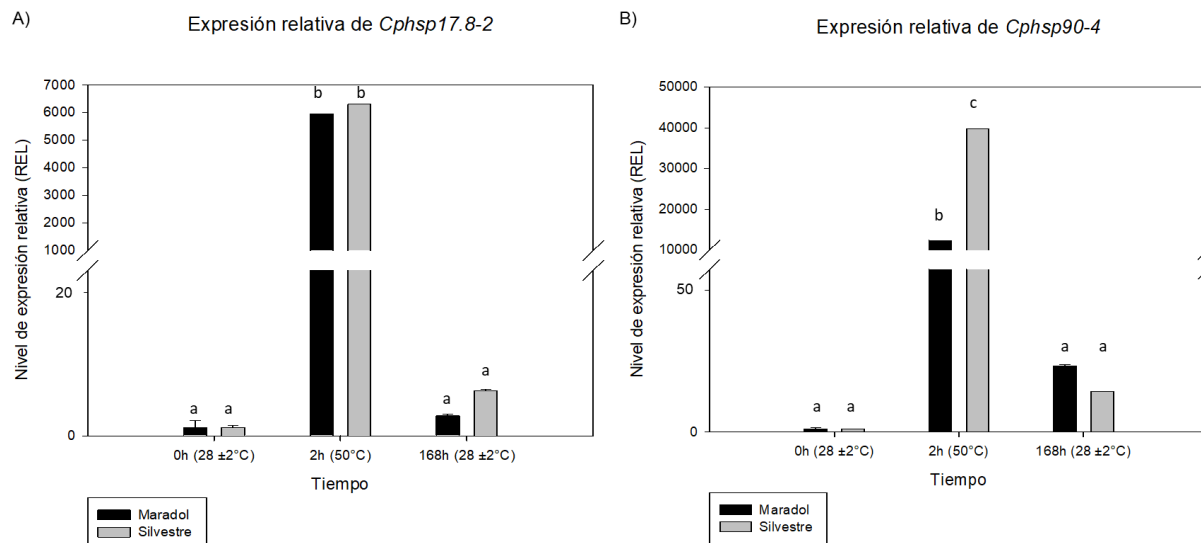 A)
Expresión relativa de Cphsp17.8-2
Nivel de expresión relativa (REL)
7000
6000
5000
4000
3000
2000
1000
20
0
a
a
b
b
a
a
0h (28 ±2°C)
2h (50°C)
168h (28 ±2°C)
Tiempo
Maradol
Silvestre
B)
Expresión relativa de Cphsp90-4
Nivel de expresión relativa (REL)
50000
40000
30000
20000
10000
50
0
a
a
b
c
a
a
0h (28 ±2°C)
2h (50°C)
168h (28 ±2°C)
Tiempo
Maradol
Silvestre